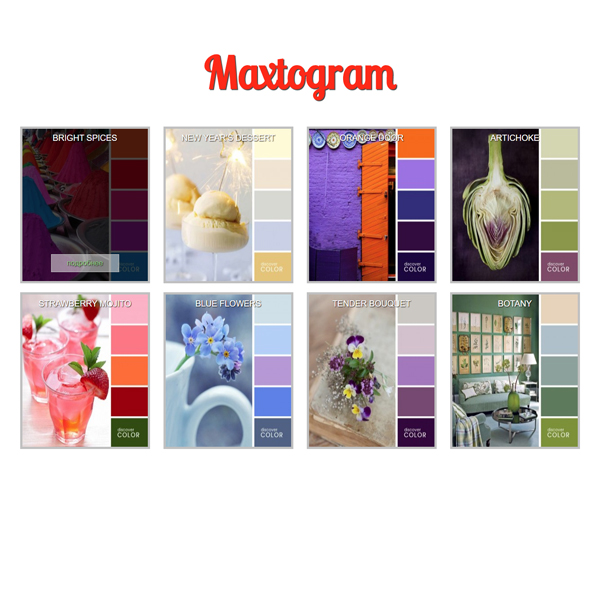 Maxtogram
BRIGHT SPICES
NEW YEAR'S DESSERT
ORANGE DOOR
ARTICHOKE
подробнее
discover
COLOR
discover
COLOR
discover
COLOR
discover
COLOR
STRAWBERRY MOJITO
BLUE FLOWERS
TENDER BOUQUET
BOTANY
discover
COLOR
discover
COLOR
discover
COLOR
discover
COLOR